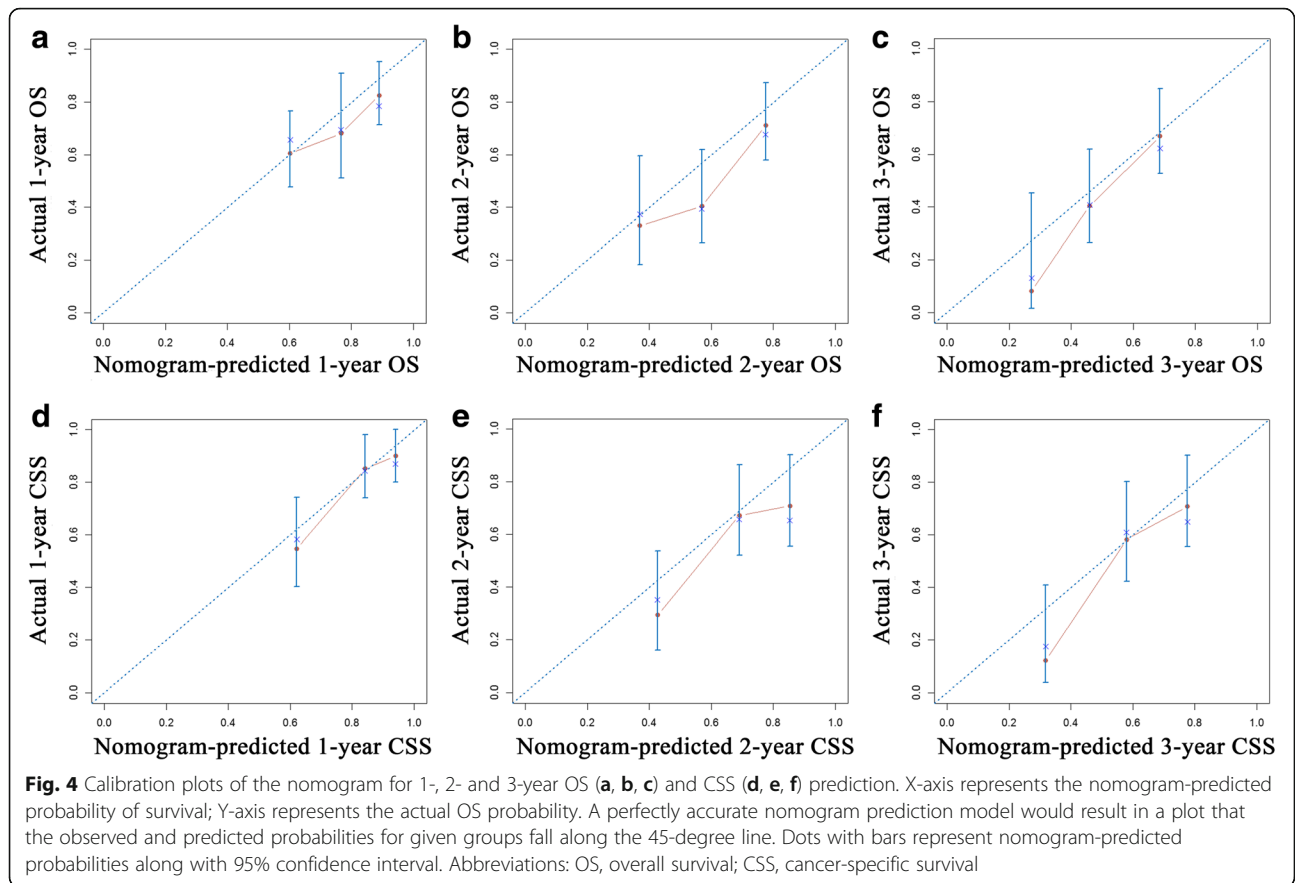 a
b
c
1.0
0.8
0.6
0.4
0.2
0.0
Actual 1-year OS
0.0 0.2 0.4 0.6 0.8 1.0
Nomogram-predicted 1-year OS
1.0
0.8
0.6
0.4
0.2
0.0
Actual 2-year OS
0.0 0.2 0.4 0.6 0.8 1.0
Nomogram-predicted 2-year OS
1.0
0.8
0.6
0.4
0.2
0.0
Actual 3-year OS
0.0 0.2 0.4 0.6 0.8 1.0
Nomogram-predicted 3-year OS
d
e
f
1.0
0.8
0.6
0.4
0.2
0.0
Actual 1-year CSS
0.0 0.2 0.4 0.6 0.8 1.0
Nomogram-predicted 1-year CSS
1.0
0.8
0.6
0.4
0.2
0.0
Actual 2-year CSS
0.0 0.2 0.4 0.6 0.8 1.0
Nomogram-predicted 2-year CSS
1.0
0.8
0.6
0.4
0.2
0.0
Actual 3-year CSS
0.0 0.2 0.4 0.6 0.8 1.0
Nomogram-predicted 3-year CSS
Fig. 4 Calibration plots of the nomogram for 1-, 2- and 3-year OS (a, b, c) and CSS (d, e, f) prediction. X-axis represents the nomogram-predicted
probability of survival; Y-axis represents the actual OS probability. A perfectly accurate nomogram prediction model would result in a plot that
the observed and predicted probabilities for given groups fall along the 45-degree line. Dots with bars represent nomogram-predicted
probabilities along with 95% confidence interval. Abbreviations: OS, overall survival; CSS, cancer-specific survival